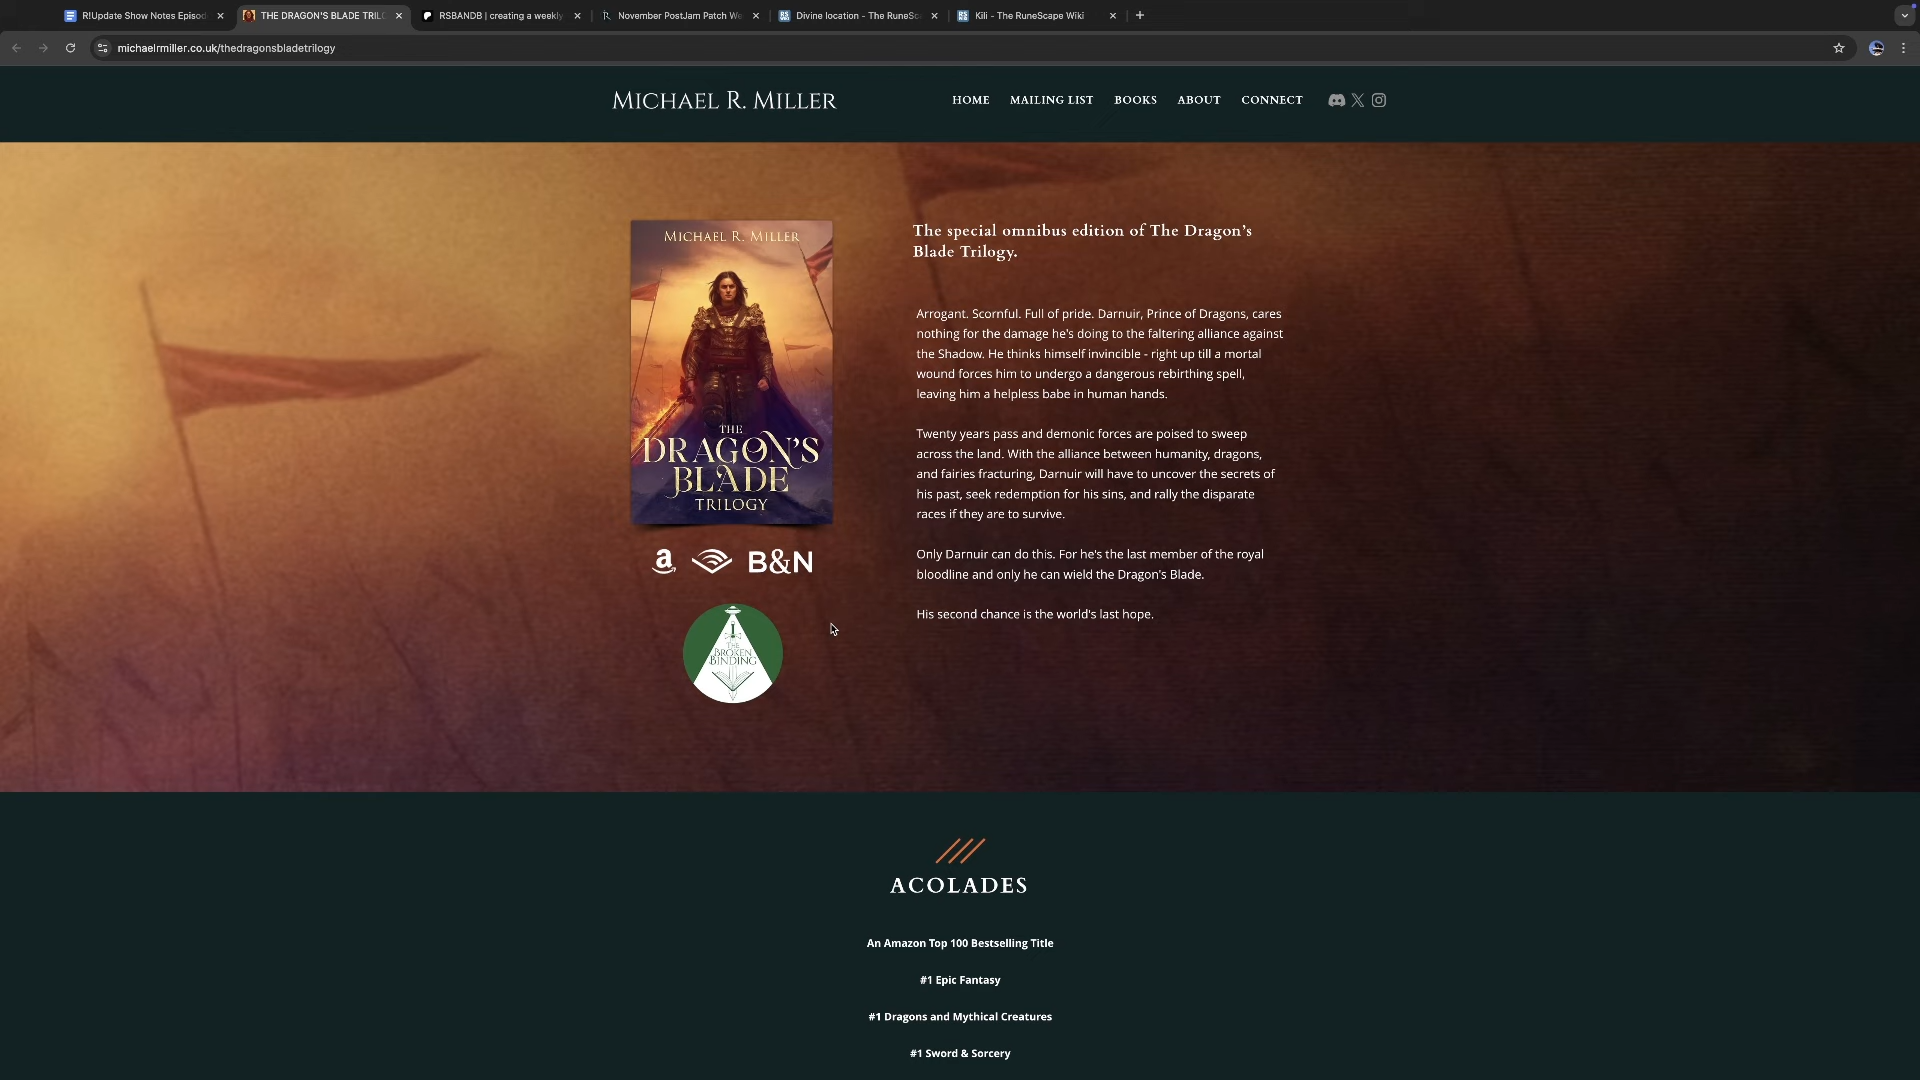 R!Update Show Notes Episod
THE DRAGON'S BLADE TRIL
RSBANDB | creating a weekly
November PostJam Patch We
Divine location - The RuneSc
Kili - The RuneScape Wiki
michaelrmiller.co.uk/thedragonsbladetrilogy
MICHAEL R. MILLER
HOME MAILING LIST BOOKS ABOUT CONNECT
MICHAEL R. MILLER
THE
DRAGON'S
BLADE
TRILOGY
a B&N
THE
BROKEN
BINDING
The special omnibus edition of The Dragon's
Blade Trilogy.
Arrogant. Scornful. Full of pride. Darnuir, Prince of Dragons, cares
nothing for the damage he's doing to the faltering alliance against
the Shadow. He thinks himself invincible - right up till a mortal
wound forces him to undergo a dangerous rebirthing spell,
leaving him a helpless babe in human hands.
Twenty years pass and demonic forces are poised to sweep
across the land. With the alliance between humanity, dragons,
and fairies fracturing, Darnuir will have to uncover the secrets of
his past, seek redemption for his sins, and rally the disparate
races if they are to survive.
Only Darnuir can do this. For he's the last member of the royal
bloodline and only he can wield the Dragon's Blade.
His second chance is the world's last hope.
ACOLADES
An Amazon Top 100 Bestselling Title
#1 Epic Fantasy
#1 Dragons and Mythical Creatures
#1 Sword & Sorcery